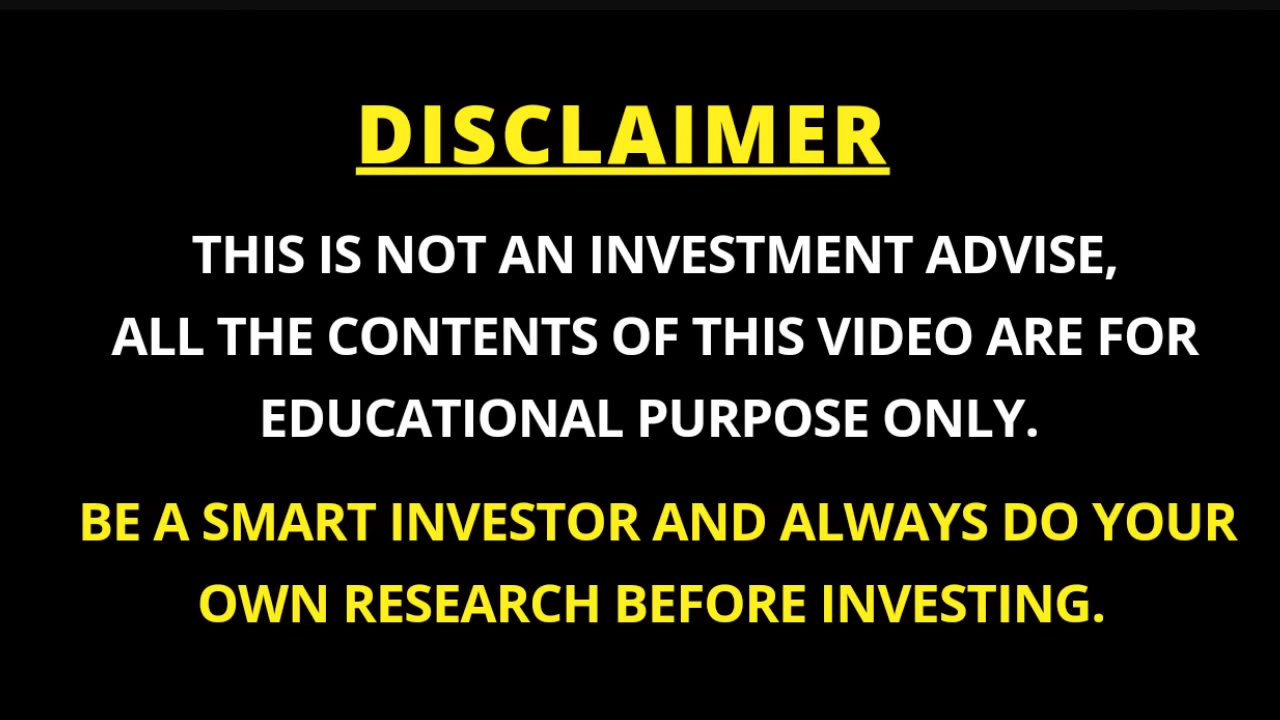 DISCLAIMER
THIS IS NOT AN INVESTMENT ADVISE,
ALL THE CONTENTS OF THIS VIDEO ARE FOR
EDUCATIONAL PURPOSE ONLY.
BE A SMART INVESTOR AND ALWAYS DO YOUR
OWN RESEARCH BEFORE INVESTING.